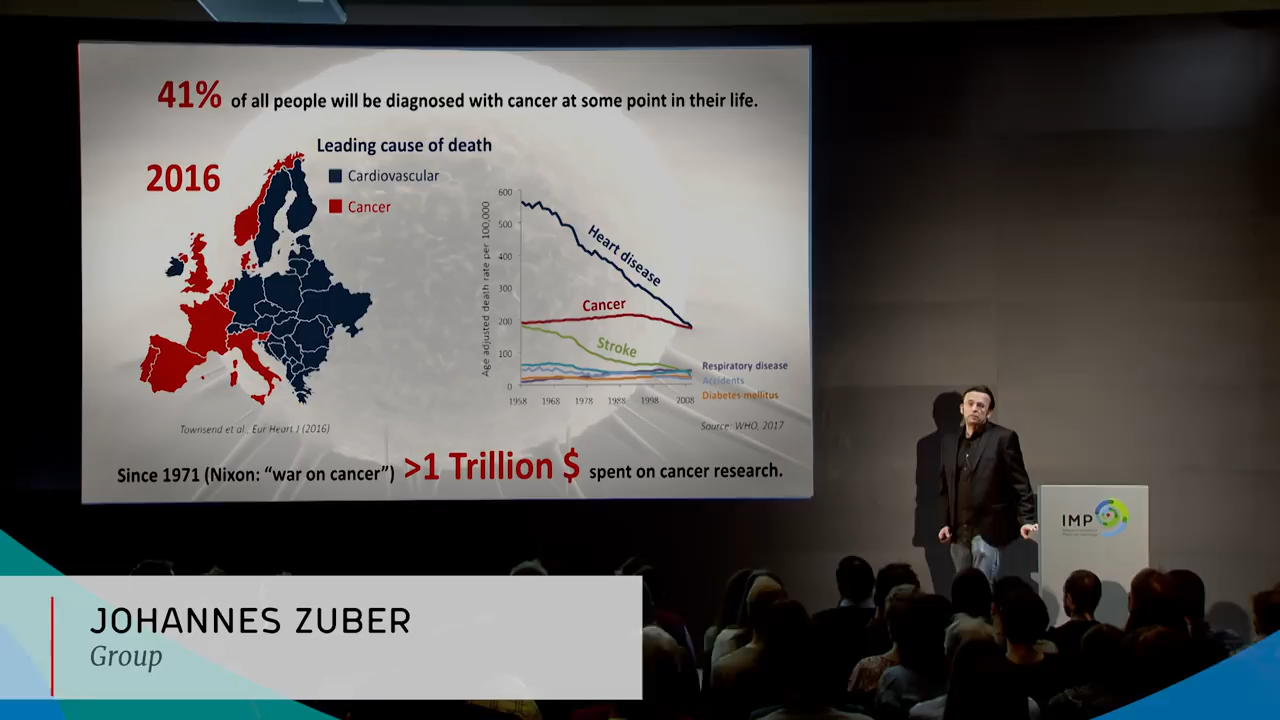 41% of all people will be diagnosed with cancer at some point in their life.
Leading cause of death
2016
Cardiovascular
Cancer
Age adjusted death rate per 100,000
600
500
400
300
200
100
0
Heart disease
Cancer
Stroke
Respiratory disease
Accidents
Diabetes mellitus
1958 1968 1978 1988 1998 2008
Townsend et al., Eur Heart J (2016)
Source: WHO, 2017
Since 1971 (Nixon: “war on cancer”) >1 Trillion $ spent on cancer research.
IMP
JOHANNES ZUBER
Group